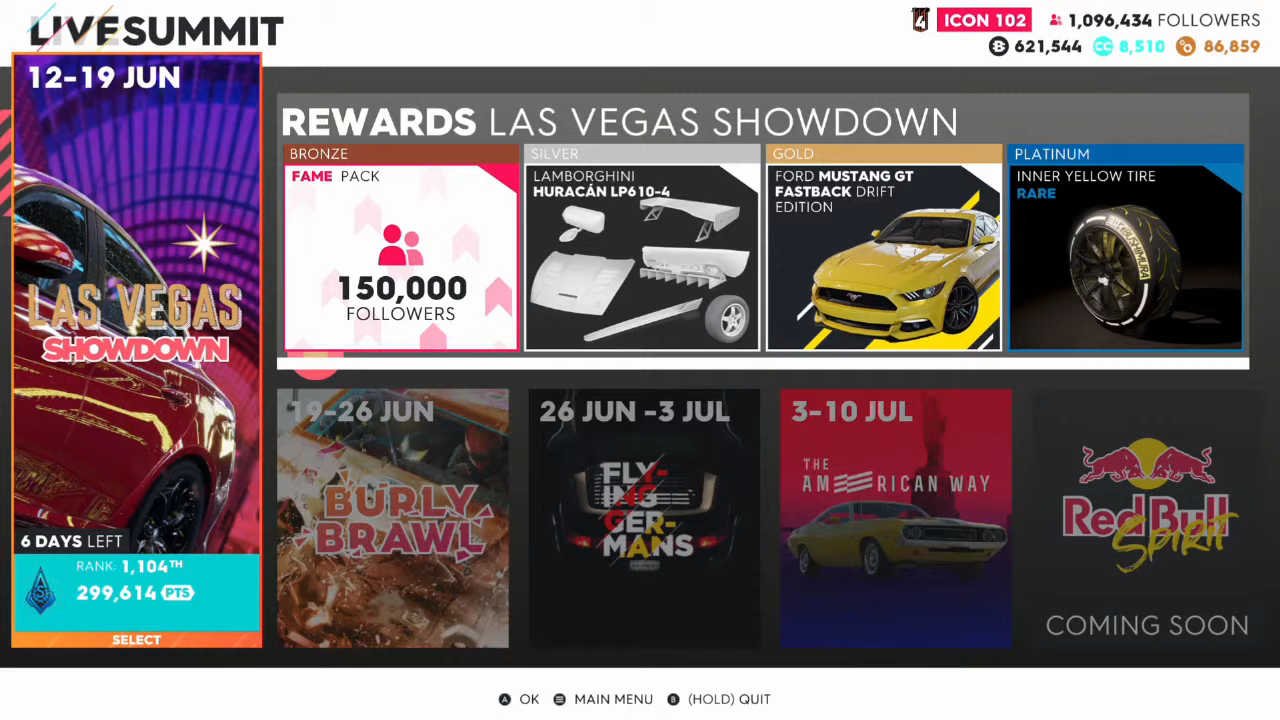 LIVE SUMMIT
4
ICON 102
1,096,434 FOLLOWERS
621,544
CC 8,510
86,859
12-19 JUN
LAS VEGAS
SHOWDOWN
6 DAYS LEFT
RANK: 1,104TH
299,614 PTS
SELECT
REWARDS LAS VEGAS SHOWDOWN
BRONZE
FAME PACK
150,000
FOLLOWERS
SILVER
LAMBORGHINI
HURACÁN LP610-4
GOLD
FORD MUSTANG GT
FASTBACK DRIFT
EDITION
PLATINUM
INNER YELLOW TIRE
RARE
19-26 JUN
BURLY
BRAWL
26 JUN -3 JUL
FLY-
ING
GER-
MANS
3-10 JUL
THE
AMERICAN WAY
Red Bull
SPIRIT
COMING SOON
A OK
MAIN MENU
B (HOLD) QUIT